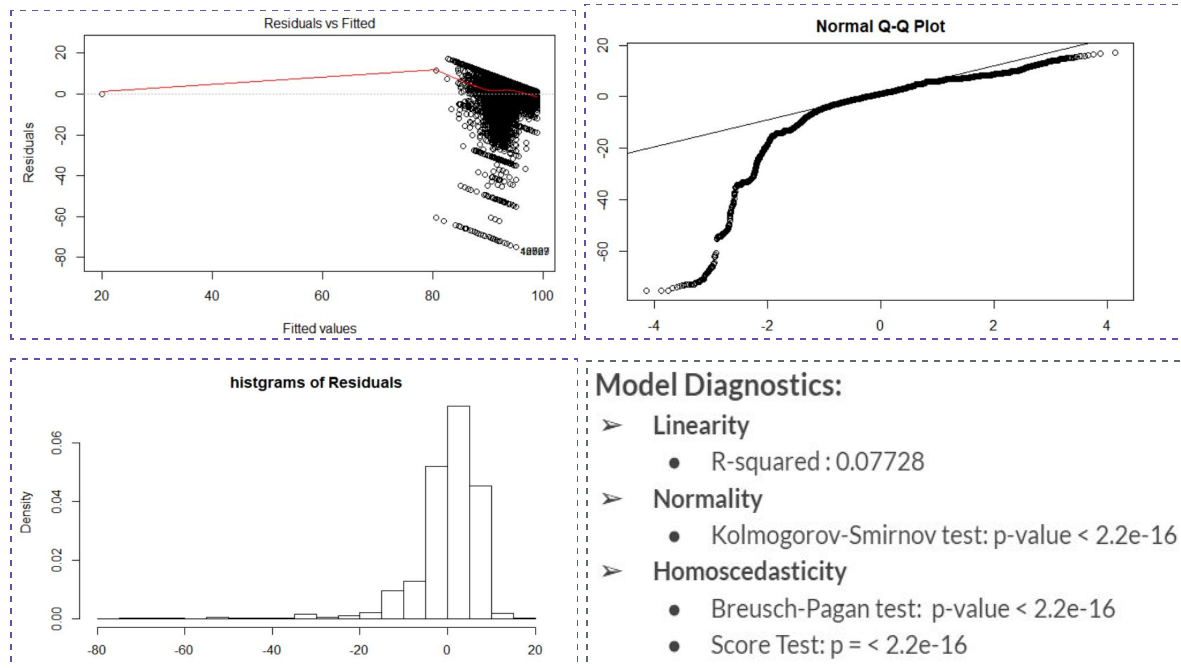 Residuals vs Fitted
20
0
20
-40
-60
-80
Residuals
20
40
60
80
100
Fitted values
Normal Q-Q Plot
20
0
-20
-40
-60
-4
-2
0
2
4
histgrams of Residuals
0.06
0.04
0.02
0.00
Density
-80
-60
-40
-20
0
20
Model Diagnostics:
➢ Linearity
● R-squared : 0.07728
➢ Normality
● Kolmogorov-Smirnov test: p-value < 2.2e-16
➢ Homoscedasticity
● Breusch-Pagan test: p-value < 2.2e-16
● Score Test: p = < 2.2e-16